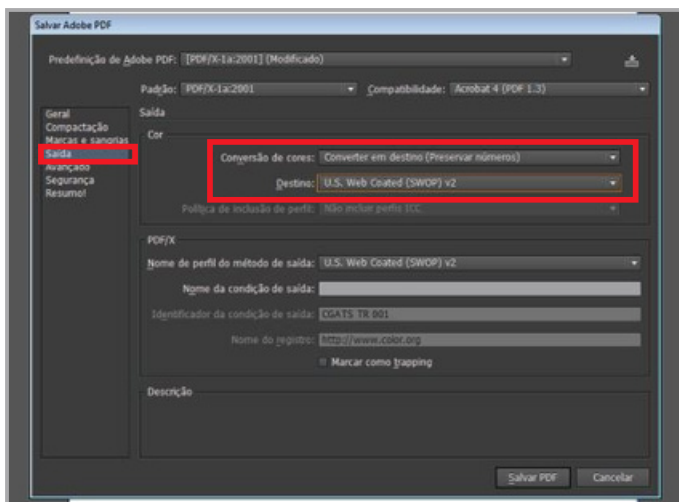 Salvar Adobe PDF
Predefinição de Adobe PDF: [PDF/X-1a:2001] (Modificado)
Padrão: PDF/X-1a:2001 Compatibilidade: Acrobat 4 (PDF 1.3)
Geral
Compactação
Marcas e sangrias
Saída
Avançado
Segurança
Resumo!
Saída
Cor
Conversão de cores: Converter em destino (Preservar números)
Destino: U.S. Web Coated (SWOP) v2
Política de inclusão de perfil: Não incluir perfis ICC
PDF/X
Nome de perfil do método de saída: U.S. Web Coated (SWOP) v2
Nome da condição de saída:
Identificador da condição de saída: CGATS TR 001
Nome do registro: http://www.color.org
Marcar como trapping
Descrição
Salvar PDF Cancelar